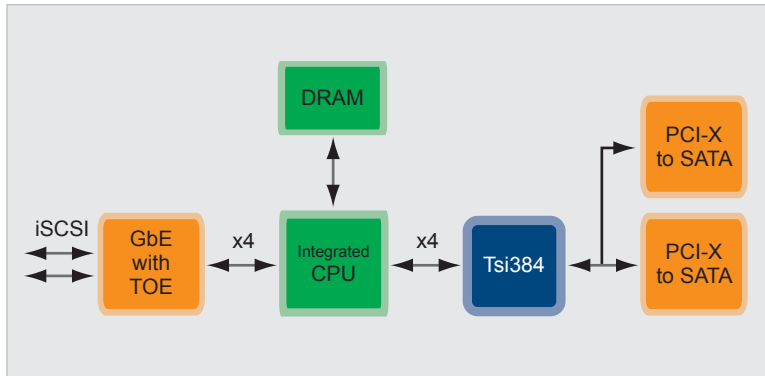 DRAM
PCI-X
to SATA
iSCSI
GbE
with
TOE
x4
Integrated
CPU
x4
Tsi384
PCI-X
to SATA